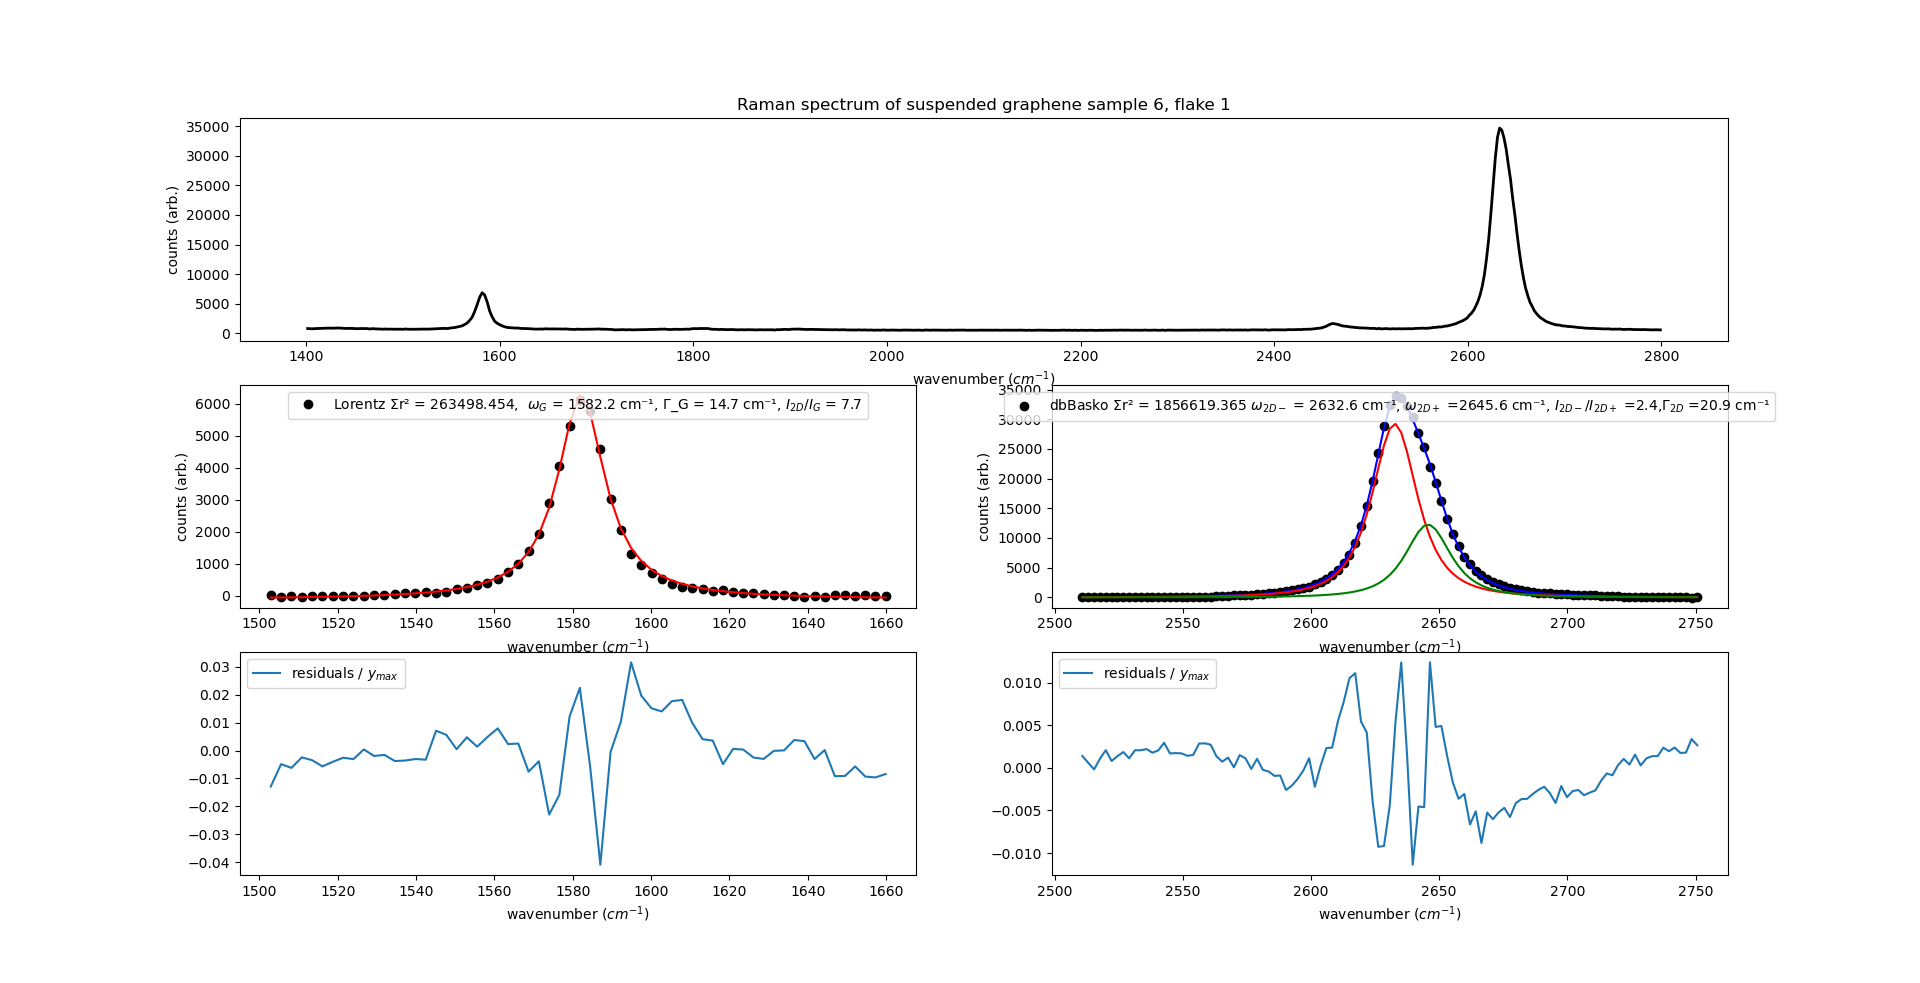 Raman spectrum of suspended graphene sample 6, flake 1
counts (arb.)
35000
30000
25000
20000
15000
10000
5000
0
1400 1600 1800 2000 2200 2400 2600 2800
wavenumber (cm⁻¹)
Lorentz Σr² = 263498.454, ω_G = 1582.2 cm⁻¹, Γ_G = 14.7 cm⁻¹, I_2D/I_G = 7.7
counts (arb.)
6000
5000
4000
3000
2000
1000
0
1500 1520 1540 1560 1580 1600 1620 1640 1660
wavenumber (cm⁻¹)
dbBasko Σr² = 1856619.365 ω_2D− = 2632.6 cm⁻¹, ω_2D+ =2645.6 cm⁻¹, I_2D−/I_2D+ =2.4,Γ_2D =20.9 cm⁻¹
counts (arb.)
35000
30000
25000
20000
15000
10000
5000
0
2500 2550 2600 2650 2700 2750
wavenumber (cm⁻¹)
residuals / y_max
0.03
0.02
0.01
0.00
−0.01
−0.02
−0.03
−0.04
1500 1520 1540 1560 1580 1600 1620 1640 1660
wavenumber (cm⁻¹)
residuals / y_max
0.010
0.005
0.000
−0.005
−0.010
2500 2550 2600 2650 2700 2750
wavenumber (cm⁻¹)